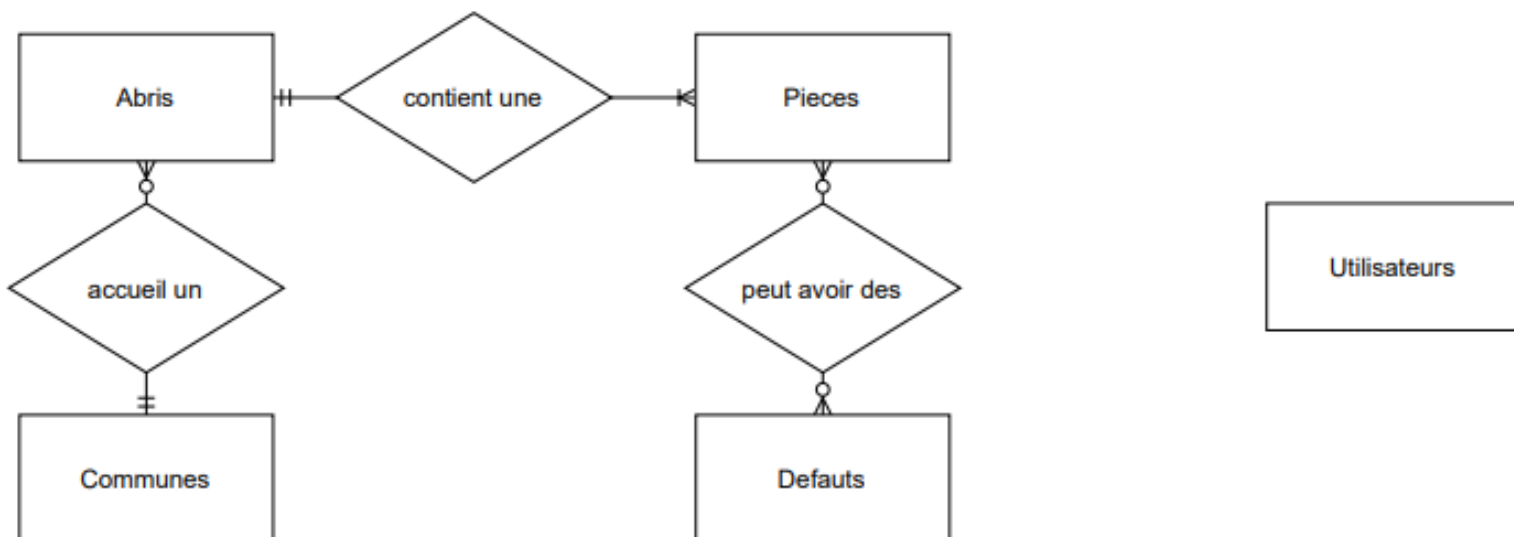 Abris
contient une
Pieces
accueil un
peut avoir des
Utilisateurs
Communes
Defauts